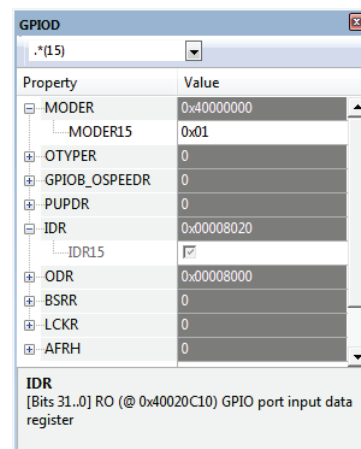 GPIOD
.*(15)
Property Value
MODER 0x40000000
MODER15 0x01
OTYPER 0
GPIOB_OSPEEDR 0
PUPDR 0
IDR 0x00008020
IDR15
ODR 0x00008000
BSRR 0
LCKR 0
AFRH 0
IDR
[Bits 31..0] RO (@ 0x40020C10) GPIO port input data
register